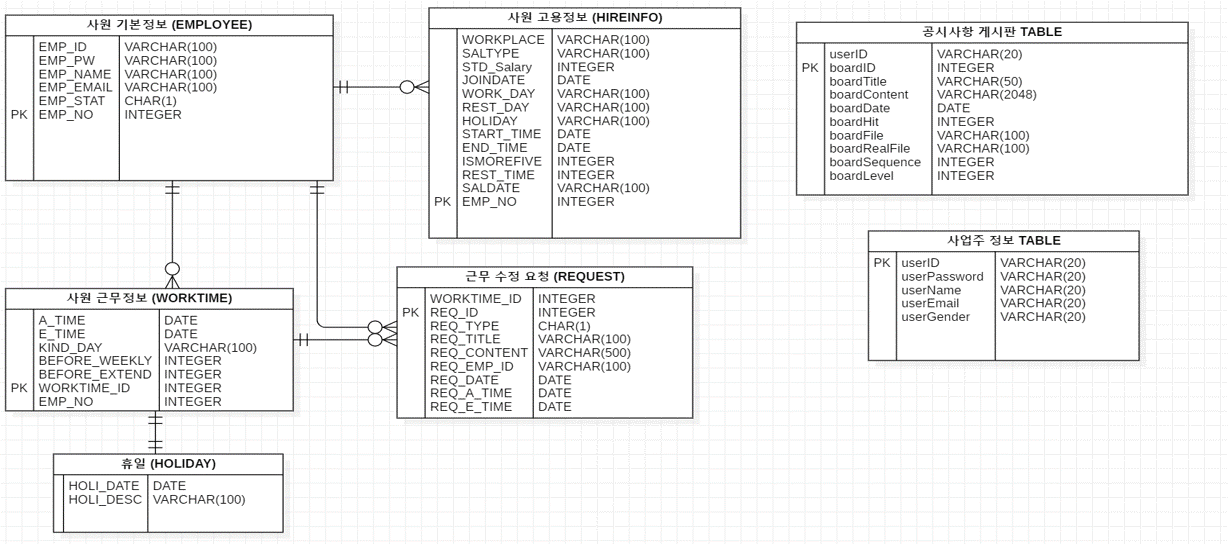 사원 기본정보 (EMPLOYEE)
EMP_ID VARCHAR(100)
EMP_PW VARCHAR(100)
EMP_NAME VARCHAR(100)
EMP_EMAIL VARCHAR(100)
EMP_STAT CHAR(1)
PK EMP_NO INTEGER
사원 고용정보 (HIREINFO)
WORKPLACE VARCHAR(100)
SALTYPE VARCHAR(100)
STD_Salary INTEGER
JOINDATE DATE
WORK_DAY VARCHAR(100)
REST_DAY VARCHAR(100)
HOLIDAY VARCHAR(100)
START_TIME DATE
END_TIME DATE
ISMOREFIVE INTEGER
REST_TIME INTEGER
SALDATE VARCHAR(100)
PK EMP_NO INTEGER
공시사항 게시판 TABLE
userID VARCHAR(20)
PK boardID INTEGER
boardTitle VARCHAR(50)
boardContent VARCHAR(2048)
boardDate DATE
boardHit INTEGER
boardFile VARCHAR(100)
boardRealFile VARCHAR(100)
boardSequence INTEGER
boardLevel INTEGER
사업주 정보 TABLE
PK userID VARCHAR(20)
userPassword VARCHAR(20)
userName VARCHAR(20)
userEmail VARCHAR(20)
userGender VARCHAR(20)
사원 근무정보 (WORKTIME)
A_TIME DATE
E_TIME DATE
KIND_DAY VARCHAR(100)
BEFORE_WEEKLY INTEGER
BEFORE_EXTEND INTEGER
PK WORKTIME_ID INTEGER
EMP_NO INTEGER
근무 수정 요청 (REQUEST)
WORKTIME_ID INTEGER
PK REQ_ID INTEGER
REQ_TYPE CHAR(1)
REQ_TITLE VARCHAR(100)
REQ_CONTENT VARCHAR(500)
REQ_EMP_ID VARCHAR(100)
REQ_DATE DATE
REQ_A_TIME DATE
REQ_E_TIME DATE
휴일 (HOLIDAY)
HOLI_DATE DATE
HOLI_DESC VARCHAR(100)